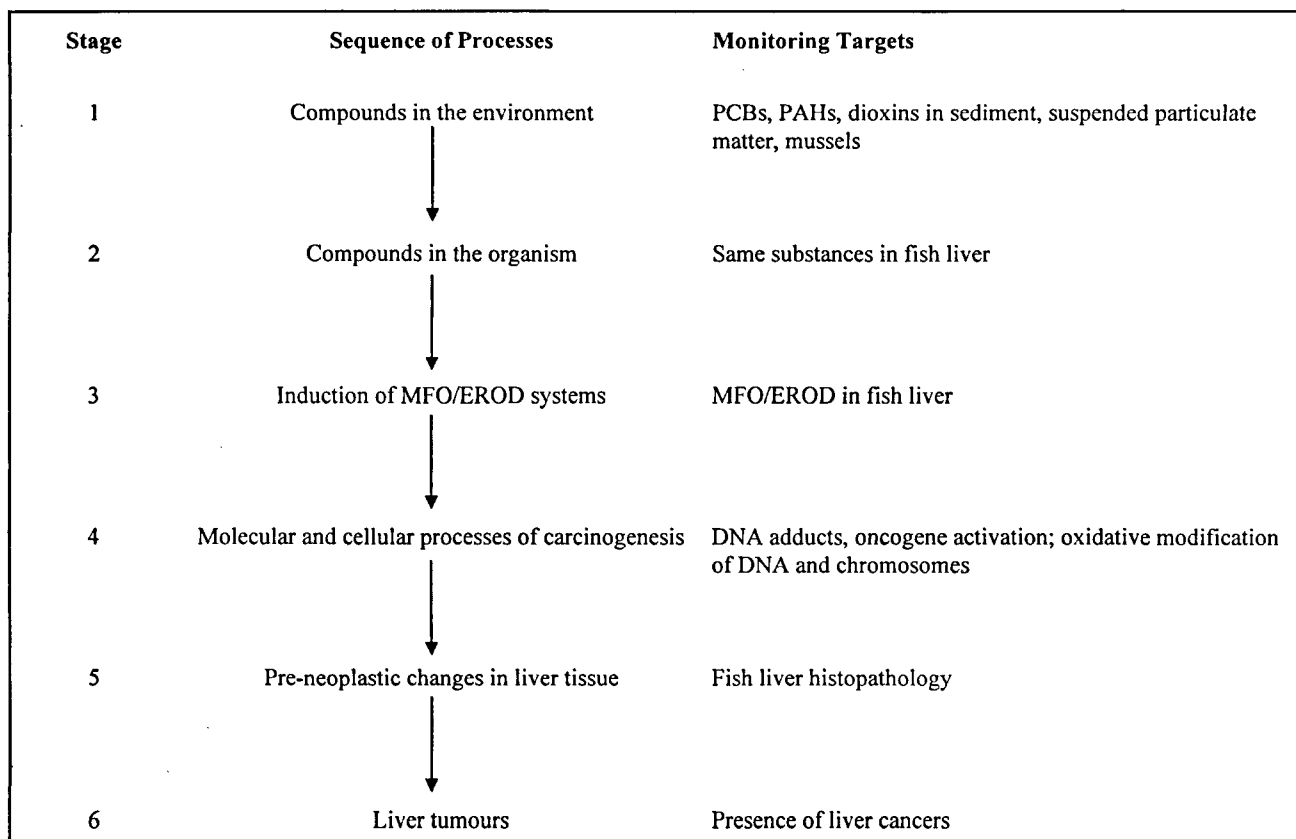 Stage Sequence of Processes Monitoring Targets
1 Compounds in the environment PCBs, PAHs, dioxins in sediment, suspended particulate
matter, mussels
2 Compounds in the organism Same substances in fish liver
3 Induction of MFO/EROD systems MFO/EROD in fish liver
4 Molecular and cellular processes of carcinogenesis DNA adducts, oncogene activation; oxidative modification
of DNA and chromosomes
5 Pre-neoplastic changes in liver tissue Fish liver histopathology
6 Liver tumours Presence of liver cancers